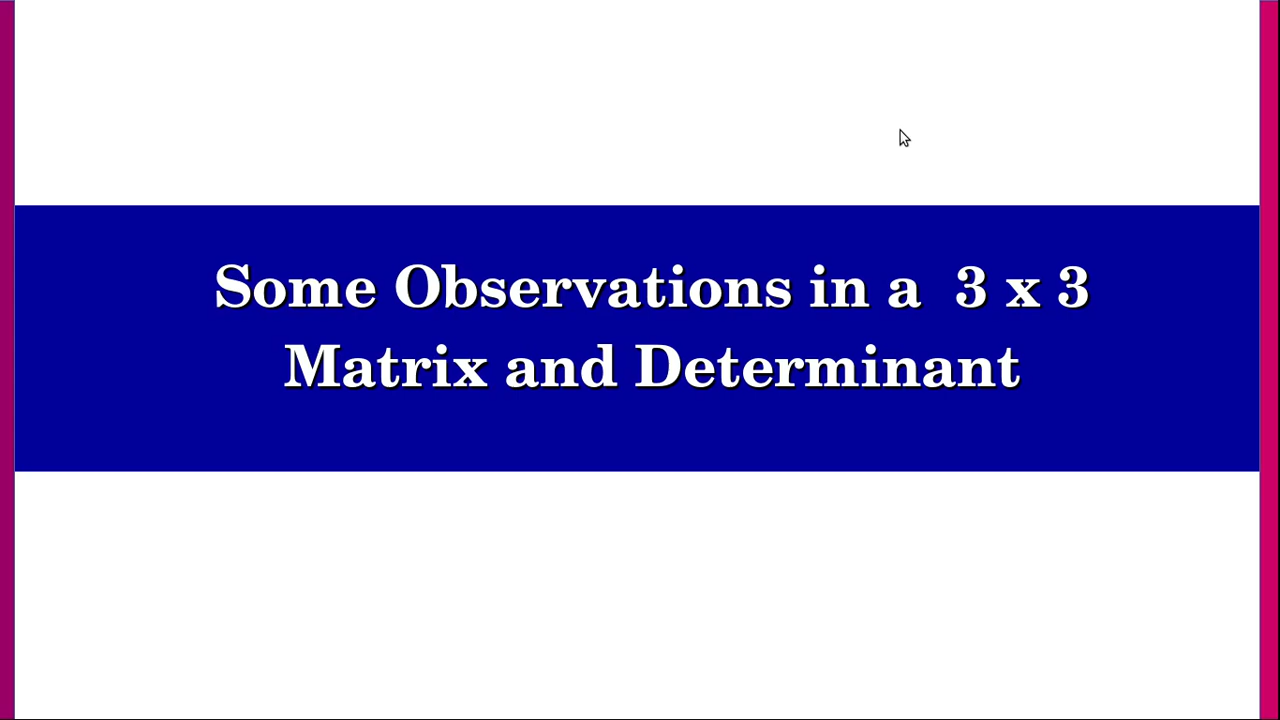 Some Observations in a 3 x 3
Matrix and Determinant